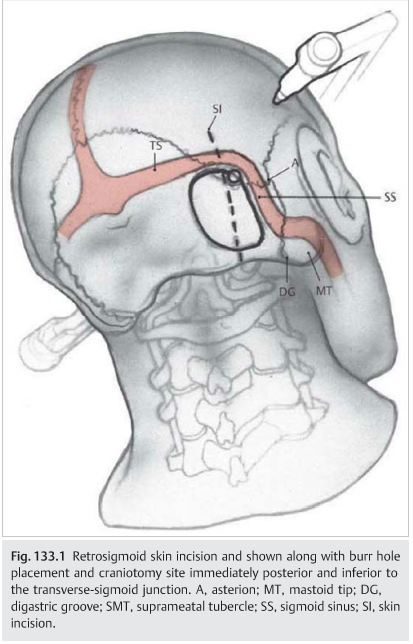 SI
TS
A
SS
DG
MT
Fig. 133.1 Retrosigmoid skin incision and shown along with burr hole
placement and craniotomy site immediately posterior and inferior to
the transverse-sigmoid junction. A, asterion; MT, mastoid tip; DG,
digastric groove; SMT, suprameatal tubercle; SS, sigmoid sinus; SI, skin
incision.